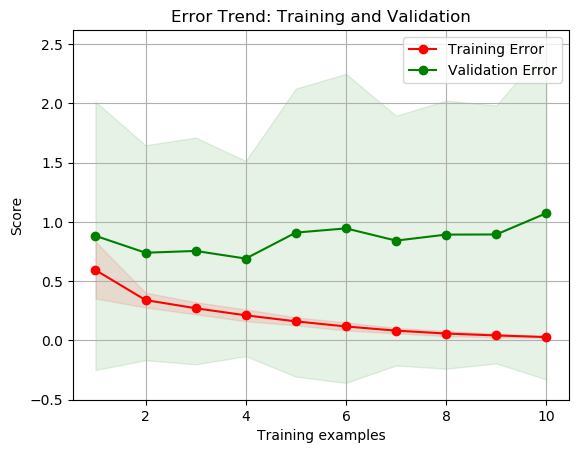 Error Trend: Training and Validation
Training Error
Validation Error
Score
2.5
2.0
1.5
1.0
0.5
0.0
−0.5
2
4
6
8
10
Training examples